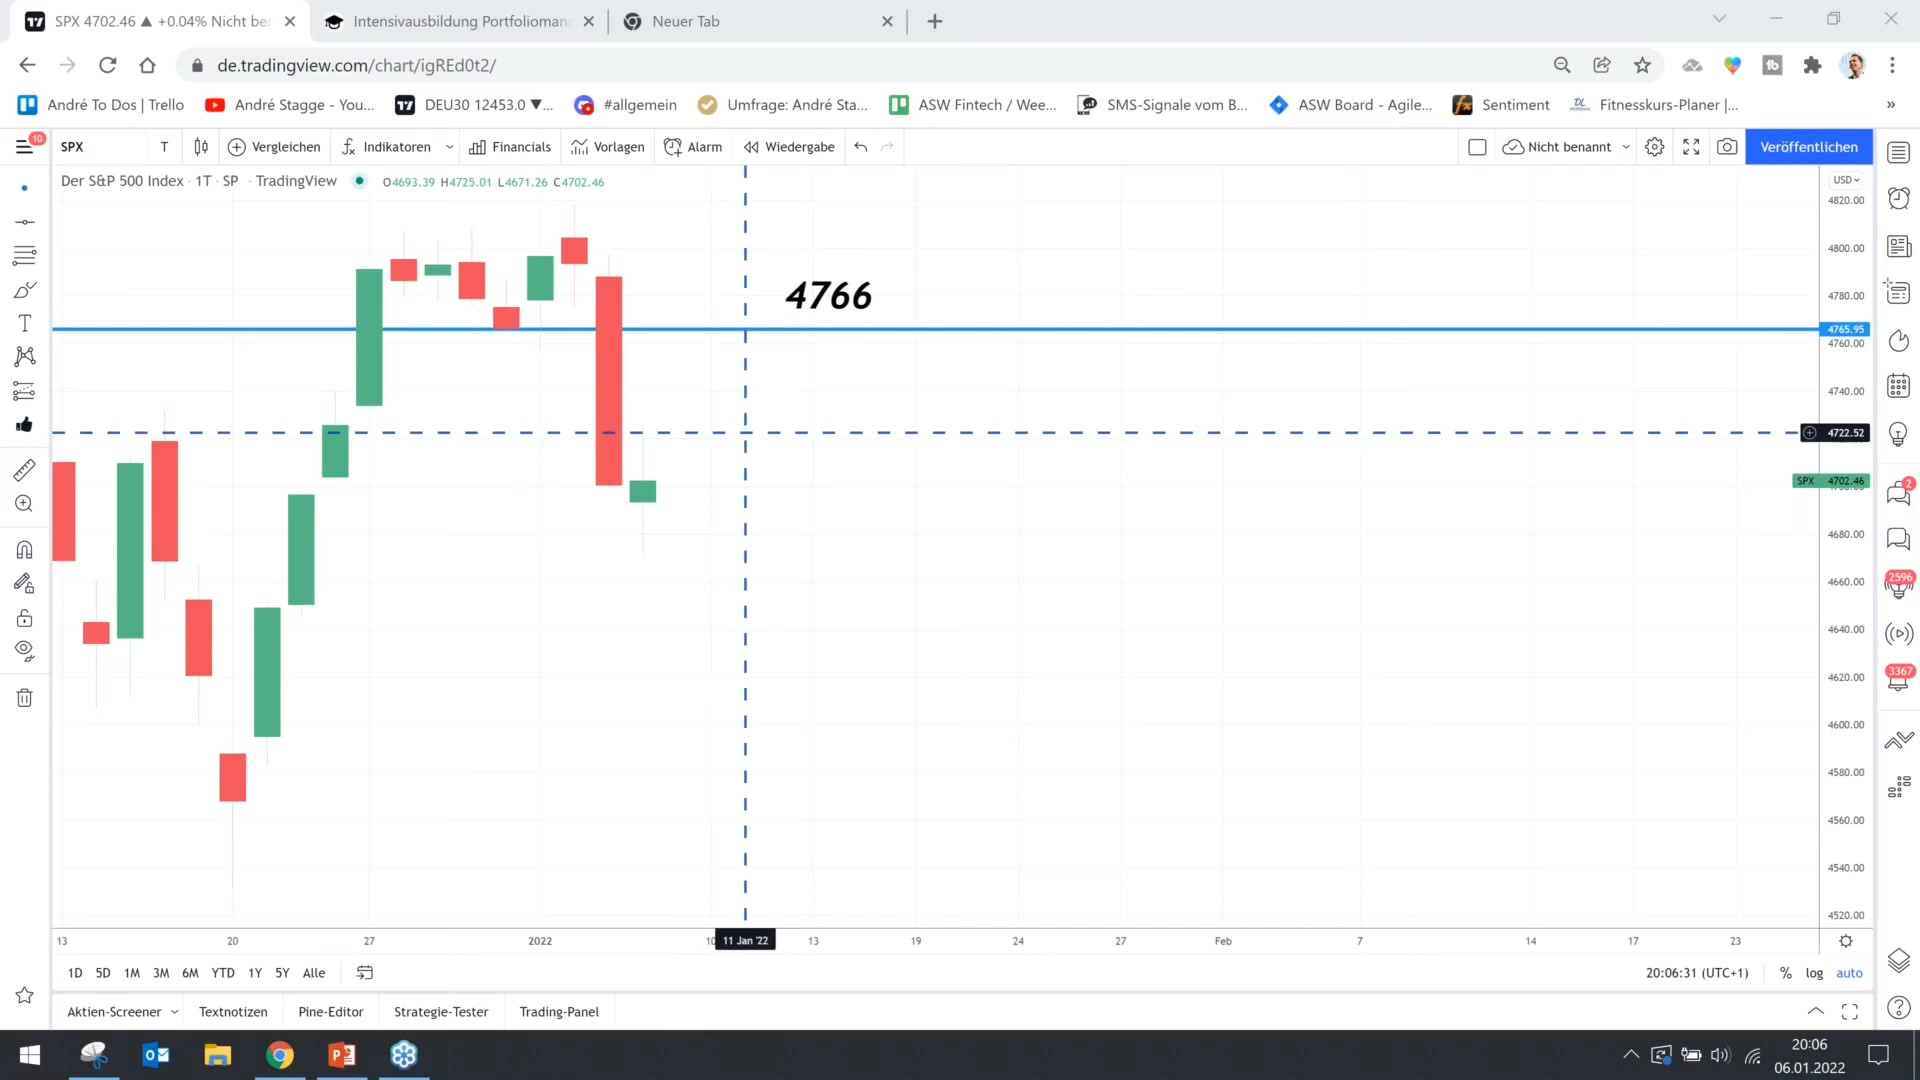 SPX 4702.46 ▲ +0.04% Nicht ber
Intensivausbildung Portfolioman
Neuer Tab
de.tradingview.com/chart/igREd0t2/
André To Dos | Trello
André Stagge - You...
DEU30 12453.0 ▼...
#allgemein
Umfrage: André Sta...
ASW Fintech / Wee...
SMS-Signale vom B...
ASW Board - Agile...
Sentiment
Fitnesskurs-Planer |...
»
10
SPX
T
Vergleichen
Indikatoren
Financials
Vorlagen
Alarm
Wiedergabe
Nicht benannt
Veröffentlichen
Der S&P 500 Index · 1T · SP · TradingView
O4693.39 H4725.01 L4671.26 C4702.46
USD
4820.00
4800.00
4780.00
4766
4765.95
4760.00
4740.00
4722.52
SPX 4702.46
4680.00
4660.00
4640.00
4620.00
4600.00
4580.00
4560.00
4540.00
4520.00
2
2596
3367
13 20 27 2022 10 11 Jan '22 13 19 24 27 Feb 7 14 17 23
1D 5D 1M 3M 6M YTD 1Y 5Y Alle
20:06:31 (UTC+1) % log auto
Aktien-Screener Textnotizen Pine-Editor Strategie-Tester Trading-Panel
20:06
06.01.2022